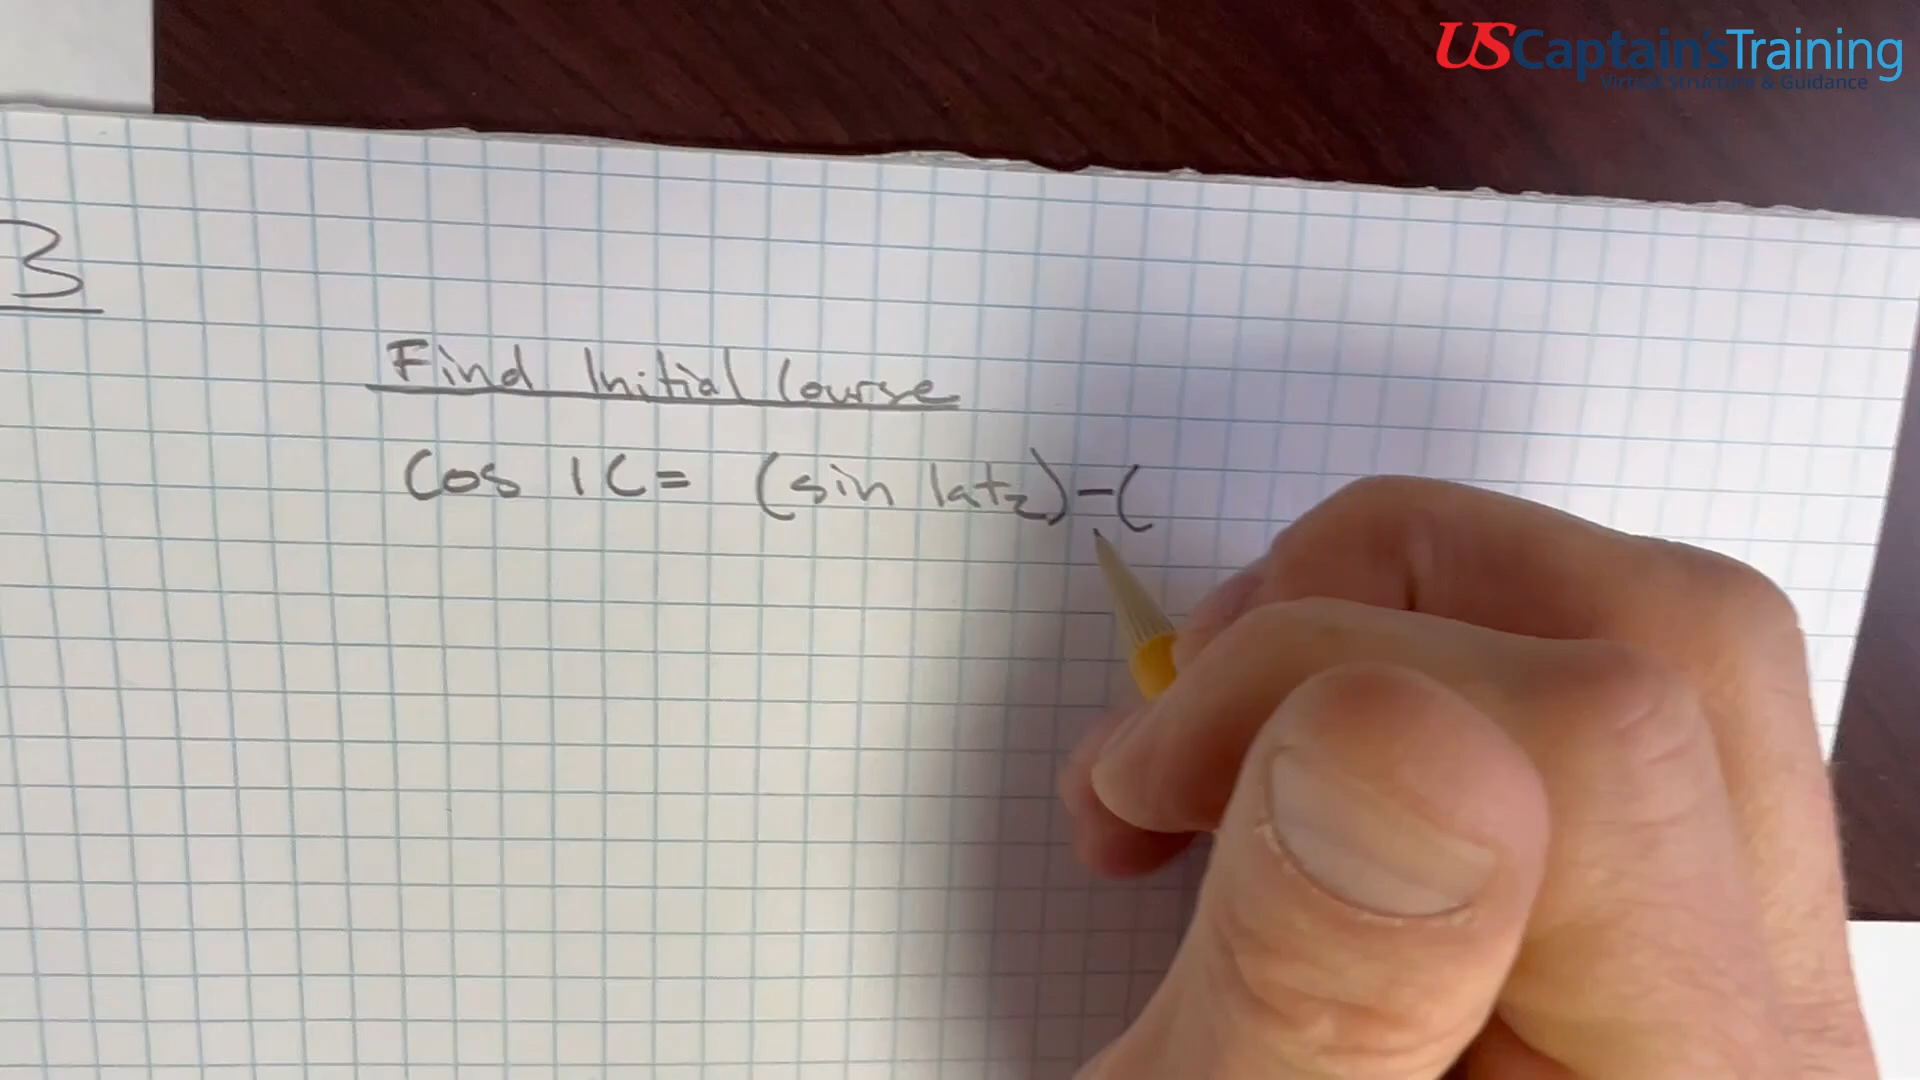 USCaptain'sTraining
Virtual Structure & Guidance
3
Find Initial Course
Cos IC = (sin lat₂) - (